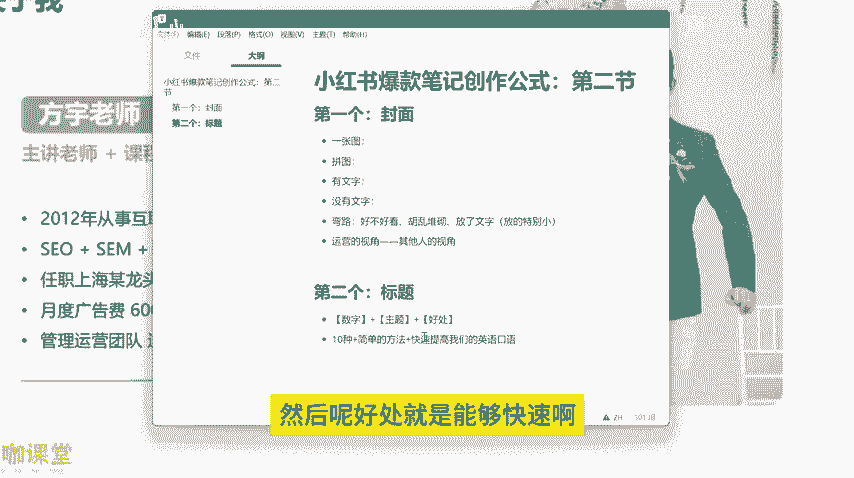 关于我
方字老师
主讲老师 + 课程
2012年从事互联
SEO + SEM +
任职上海某龙头
月度广告费 600
管理运营团队
文件(F) 编辑(E) 段落(P) 格式(O) 视图(V) 主题(T) 帮助(H)
文件 大纲
小红书爆款笔记创作公式：第二
节
第一个：封面
第二个：标题
小红书爆款笔记创作公式：第二节
第一个：封面
一张图：
拼图：
有文字：
没有文字：
弯路：好不好看、胡乱堆砌、放了文字（放的特别小）
运营的视角——其他人的视角
第二个：标题
【数字】+【主题】+【好处】
10种+简单的方法+快速提高我们的英语口语
ZH
然后呢好处就是能够快速啊
咖课堂